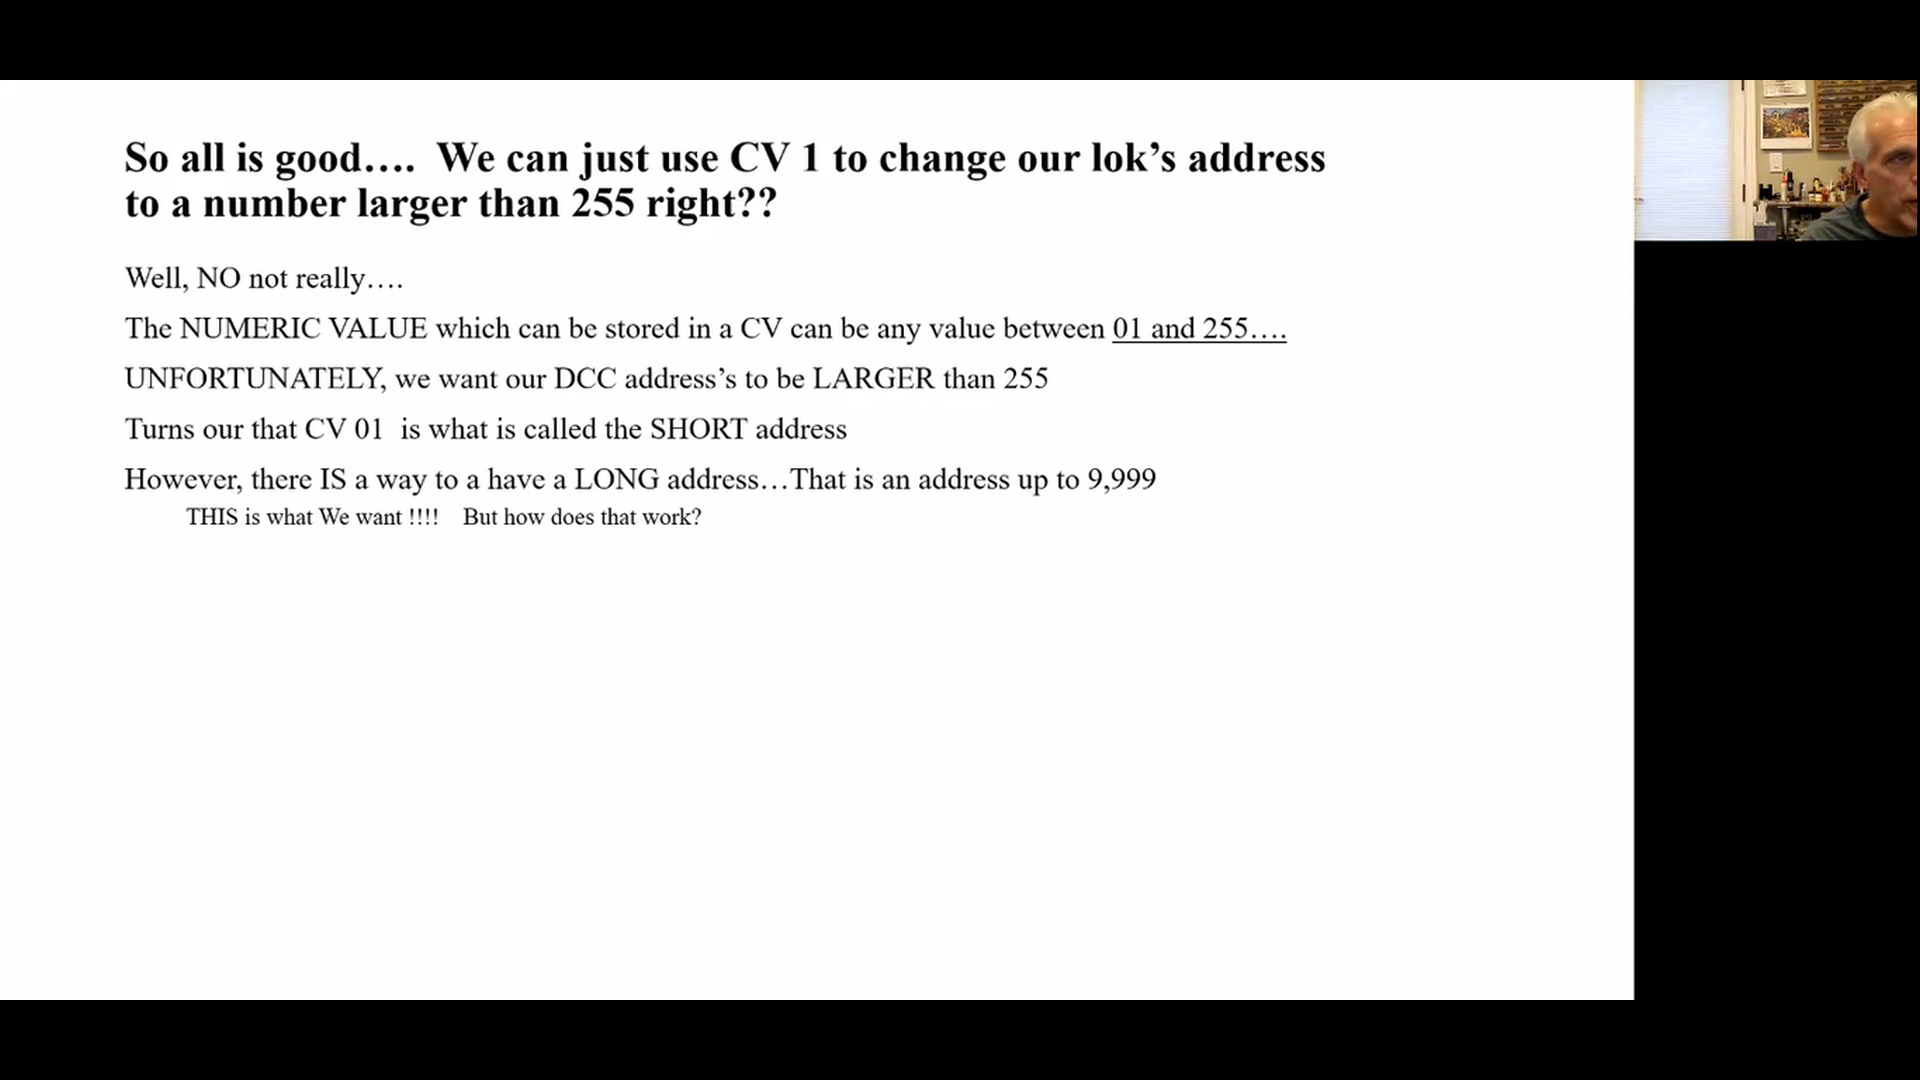 So all is good….  We can just use CV 1 to change our lok’s address
to a number larger than 255 right??
Well, NO not really….
The NUMERIC VALUE which can be stored in a CV can be any value between 01 and 255….
UNFORTUNATELY, we want our DCC address’s to be LARGER than 255
Turns our that CV 01  is what is called the SHORT address
However, there IS a way to a have a LONG address…That is an address up to 9,999
THIS is what We want !!!!    But how does that work?